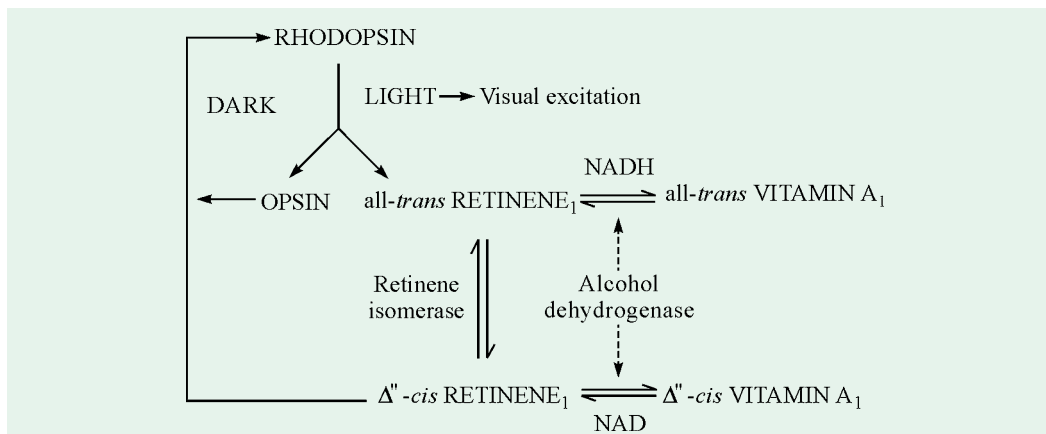 RHODOPSIN
DARK
LIGHT
Visual excitation
NADH
OPSIN
all-trans RETINENE₁
all-trans VITAMIN A₁
Retinene
isomerase
Alcohol
dehydrogenase
Δ"-cis RETINENE₁
Δ"-cis VITAMIN A₁
NAD